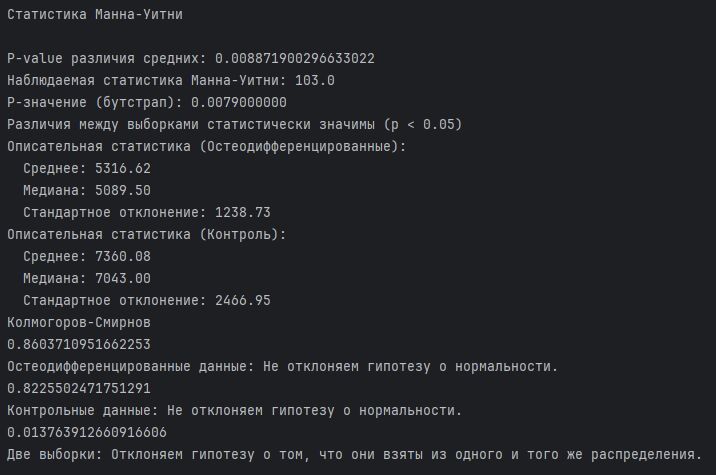 Статистика Манна-Уитни
P-value различия средних: 0.008871900296633022
Наблюдаемая статистика Манна-Уитни: 103.0
P-значение (бутстрап): 0.0079000000
Различия между выборками статистически значимы (p < 0.05)
Описательная статистика (Остеодифференцированные):
Среднее: 5316.62
Медиана: 5089.50
Стандартное отклонение: 1238.73
Описательная статистика (Контроль):
Среднее: 7360.08
Медиана: 7043.00
Стандартное отклонение: 2466.95
Колмогоров-Смирнов
0.8603710951662253
Остеодифференцированные данные: Не отклоняем гипотезу о нормальности.
0.8225502471751291
Контрольные данные: Не отклоняем гипотезу о нормальности.
0.013763912660916606
Две выборки: Отклоняем гипотезу о том, что они взяты из одного и того же распределения.